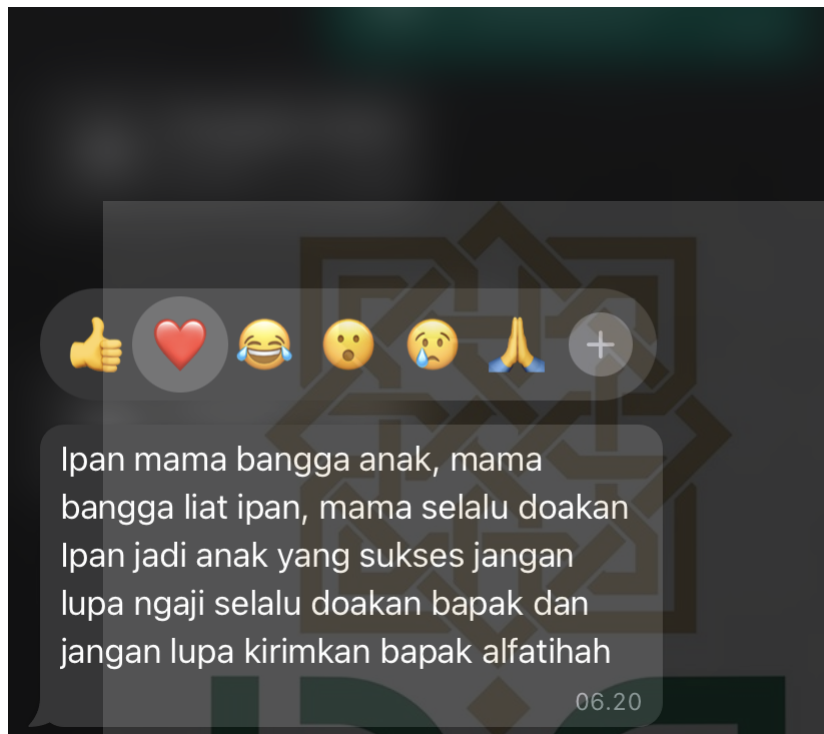 Ipan mama bangga anak, mama
bangga liat ipan, mama selalu doakan
Ipan jadi anak yang sukses jangan
lupa ngaji selalu doakan bapak dan
jangan lupa kirimkan bapak alfatihah
06.20